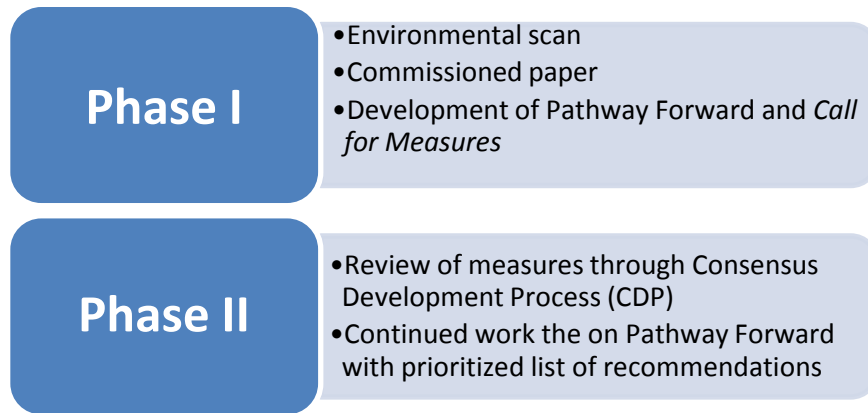 Phase I
•Environmental scan
•Commissioned paper
•Development of Pathway Forward and Call
for Measures
Phase II
•Review of measures through Consensus
Development Process (CDP)
•Continued work the on Pathway Forward
with prioritized list of recommendations